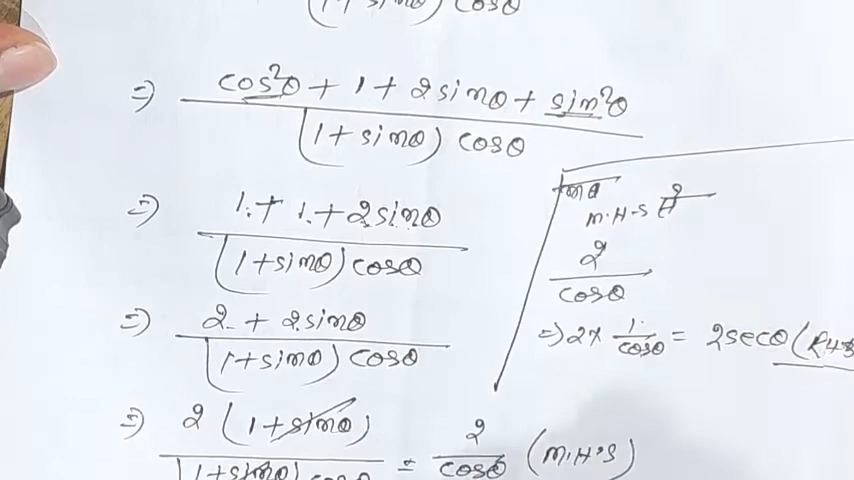 (1 + sinθ) cosθ
⇒ cos²θ + 1 + 2sinθ + sin²θ
(1 + sinθ) cosθ
⇒ 1 + 1 + 2sinθ
(1 + sinθ) cosθ
⇒ 2 + 2sinθ
(1 + sinθ) cosθ
⇒ 2 (1 + sinθ)
(1 + sinθ) cosθ
= 2
cosθ
(M.H.S)
M.H.S
2
cosθ
⇒ 2 × 1
cosθ
= 2secθ (R.H.S